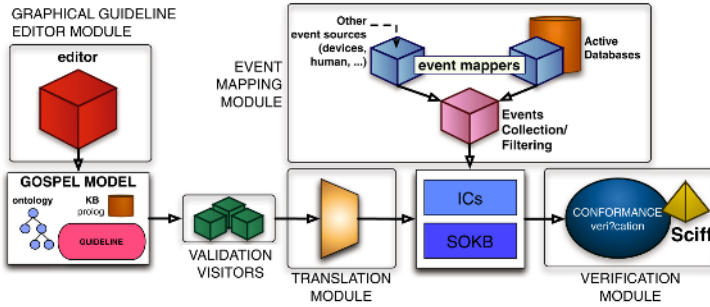 GRAPHICAL GUIDELINE
EDITOR MODULE
editor
GOSPEL MODEL
ontology
KB
prolog
GUIDELINE
VALIDATION
VISITORS
TRANSLATION
MODULE
EVENT
MAPPING
MODULE
Other
event sources
(devices,
human, ...)
event mappers
Active
Databases
Events
Collection/
Filtering
ICs
SOKB
CONFORMANCE
veri?cation
Sciff
VERIFICATION
MODULE